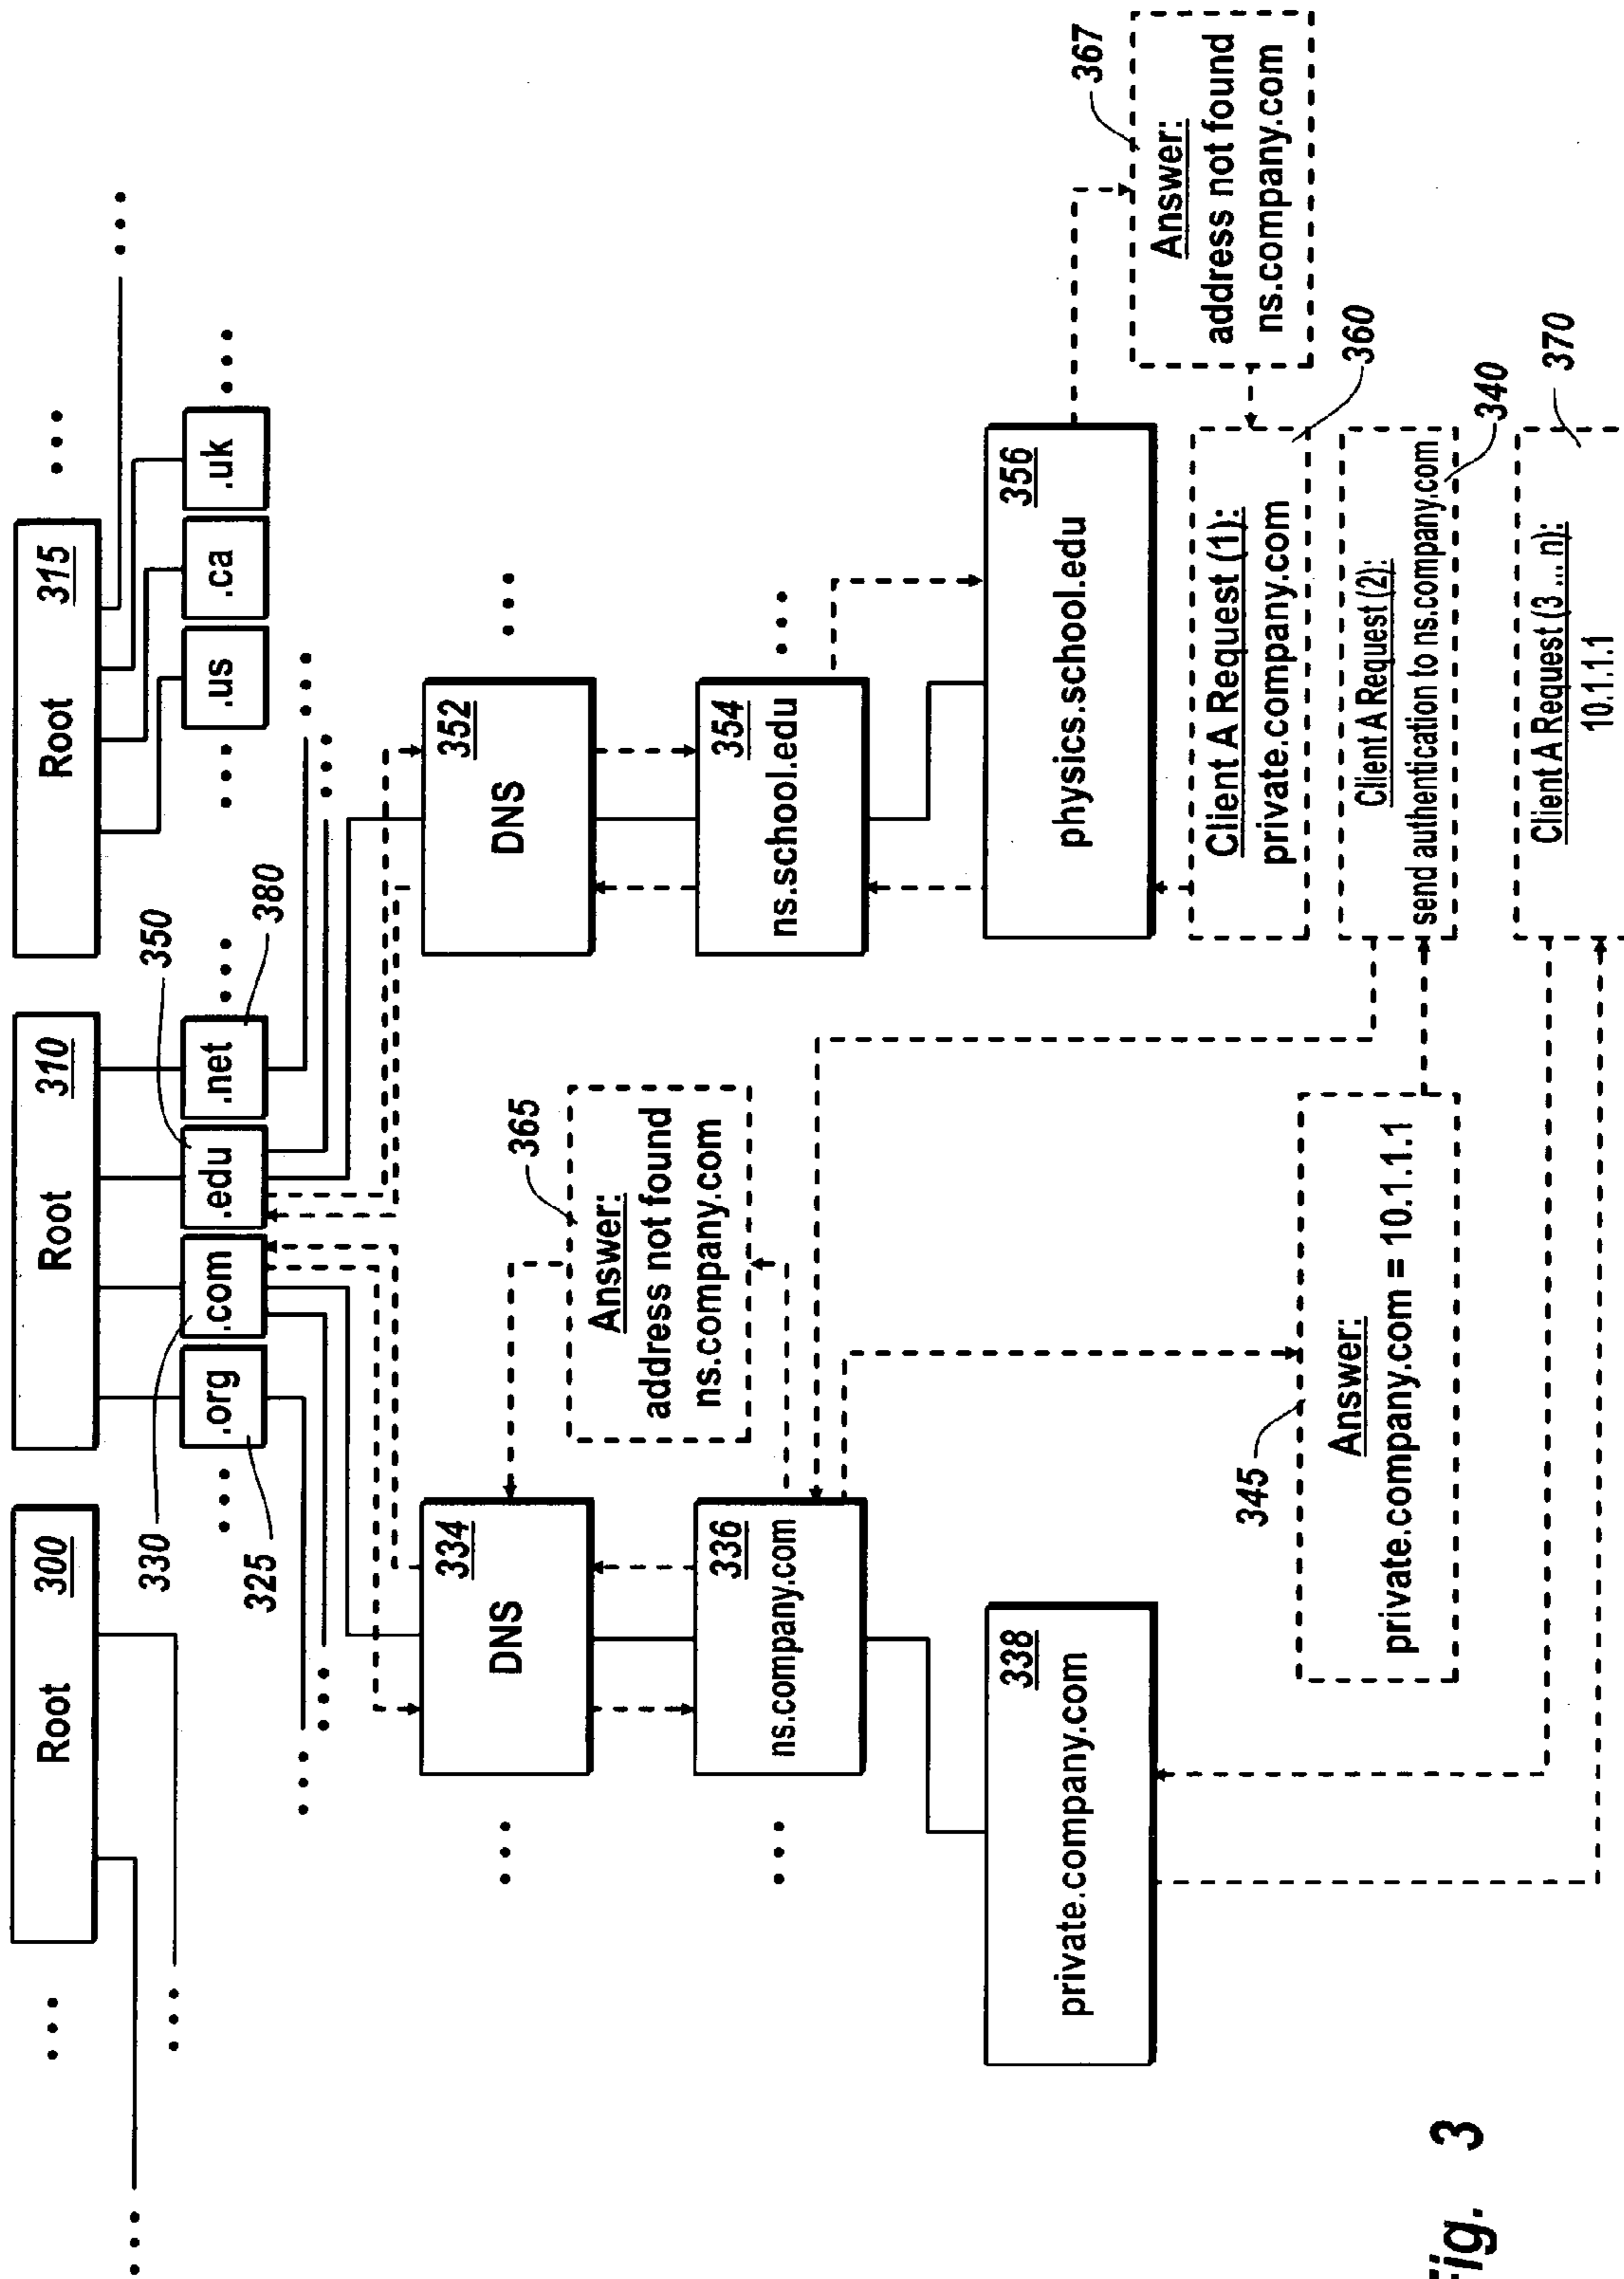 Root 300
Root 310
Root 315
330
325
.org
.com
.edu
.net
350
380
.us
.ca
.uk
334
DNS
365
Answer:
address not found
ns.company.com
352
DNS
336
ns.company.com
354
ns.school.edu
338
private.company.com
356
physics.school.edu
367
Answer:
address not found
ns.company.com
345
Answer:
private.company.com = 10.1.1.1
Client A Request (1):
private.company.com
360
Client A Request (2):
send authentication to ns.company.com
340
Client A Request (3 ... n):
10.1.1.1
370
Fig. 3